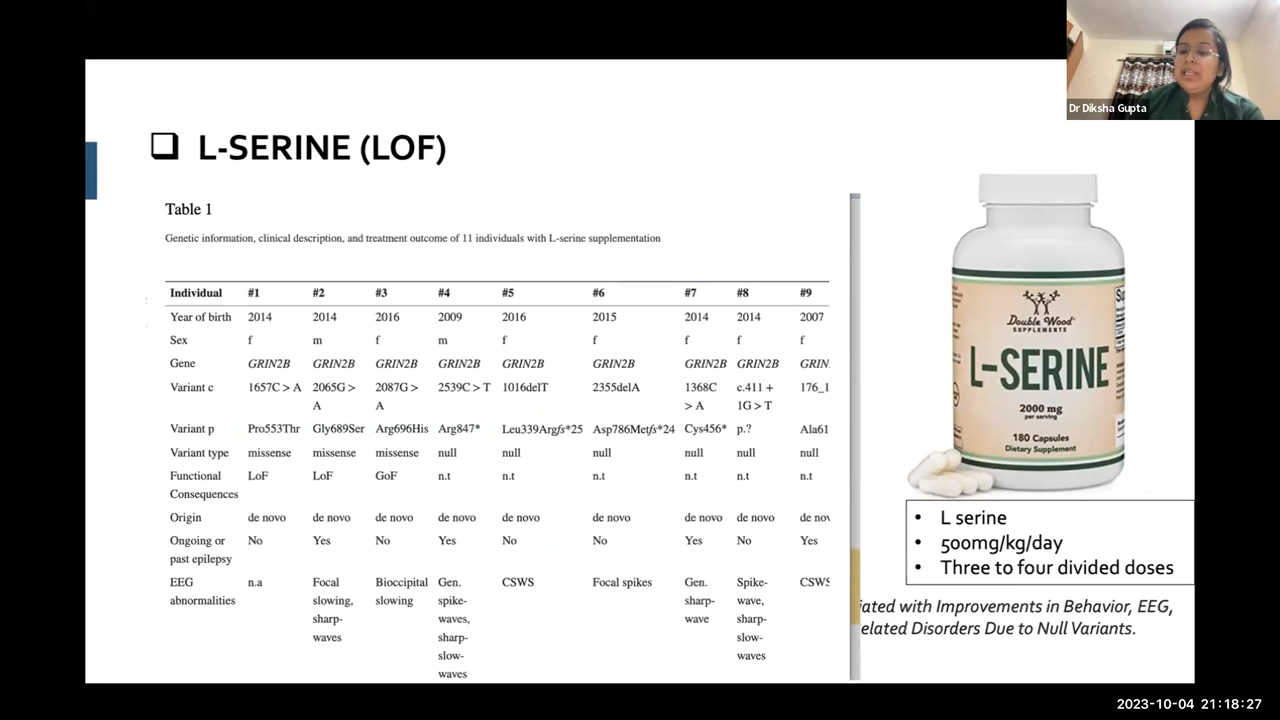 Dr Diksha Gupta
L-SERINE (LOF)
Table 1
Genetic information, clinical description, and treatment outcome of 11 individuals with L-serine supplementation
Individual #1 #2 #3 #4 #5 #6 #7 #8 #9
Year of birth 2014 2014 2016 2009 2016 2015 2014 2014 2007
Sex f m f m f f f f f
Gene GRIN2B GRIN2B GRIN2B GRIN2B GRIN2B GRIN2B GRIN2B GRIN2B GRIN
Variant c 1657C > A 2065G > 2087G > 2539C > T 1016delT 2355delA 1368C c.411 + 176_1
A A > A 1G > T
Variant p Pro553Thr Gly689Ser Arg696His Arg847* Leu339Argfs*25 Asp786Metfs*24 Cys456* p.? Ala61
Variant type missense missense missense null null null null null null
Functional LoF LoF GoF n.t n.t n.t n.t n.t n.t
Consequences
Origin de novo de novo de novo de novo de novo de novo de novo de novo de nov
Ongoing or No Yes No Yes No No Yes No Yes
past epilepsy
EEG n.a Focal Bioccipital Gen. CSWS Focal spikes Gen. Spike- CSWS
abnormalities slowing, slowing spike- sharp- wave,
sharp- waves, wave sharp-
waves sharp- slow-
slow- waves
waves
Double Wood
SUPPLEMENTS
L-SERINE
2000 mg
per serving
180 Capsules
Dietary Supplement
• L serine
• 500mg/kg/day
• Three to four divided doses
iated with Improvements in Behavior, EEG,
elated Disorders Due to Null Variants.
2023-10-04 21:18:27